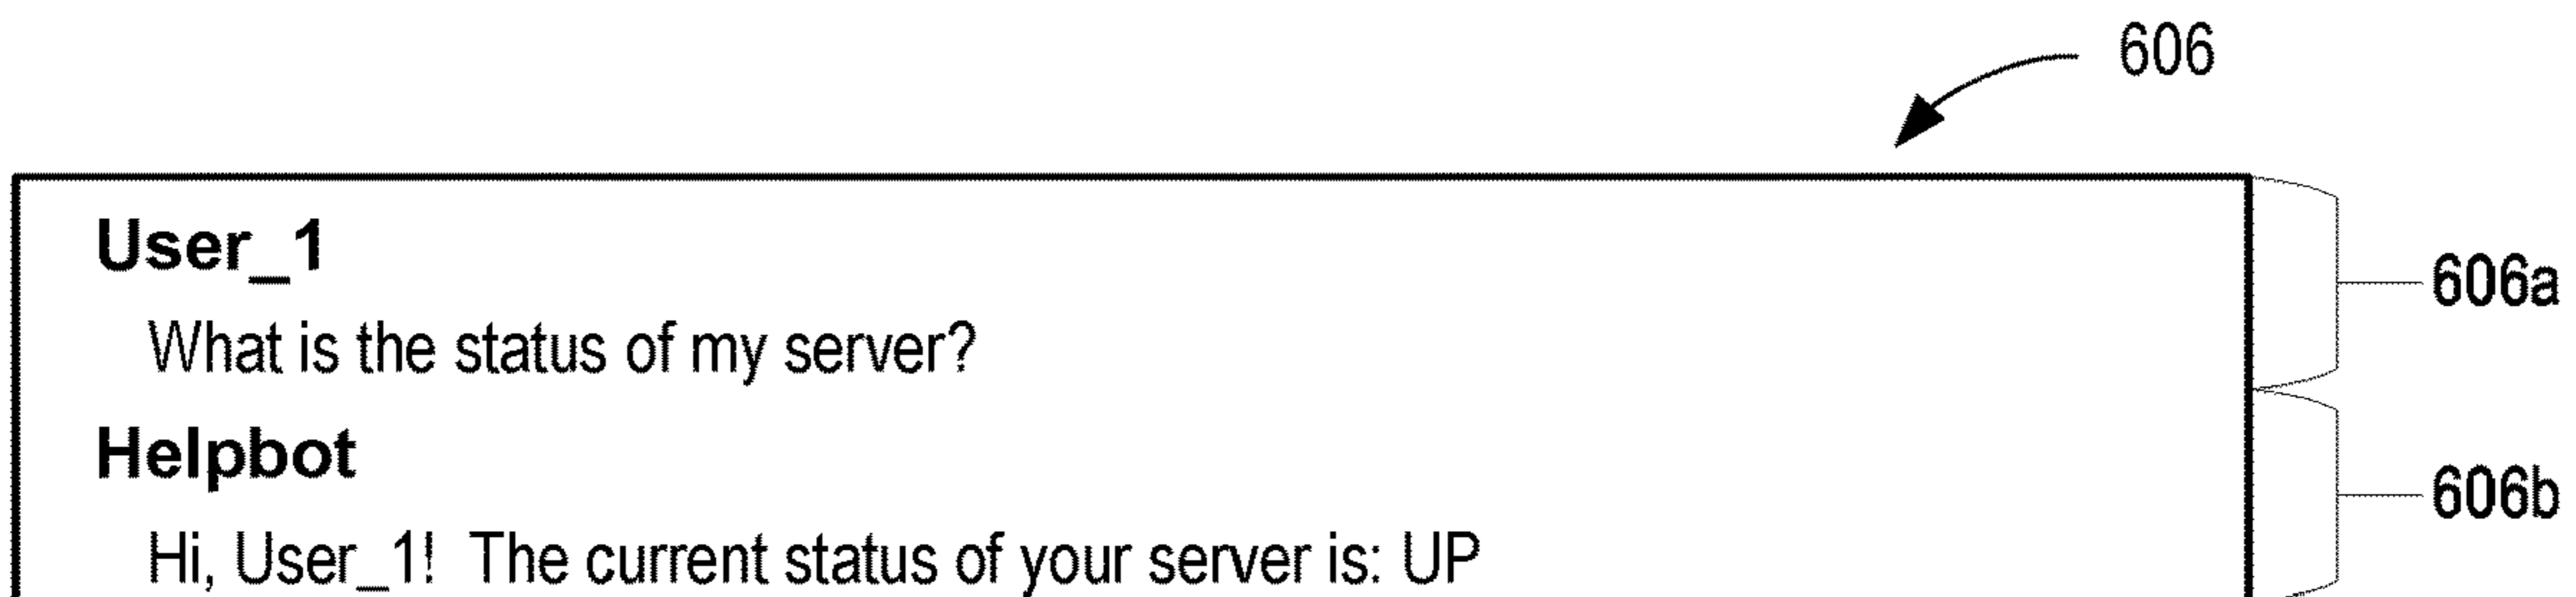 606
User_1
606a
What is the status of my server?
Helpbot
606b
Hi, User_1!  The current status of your server is: UP